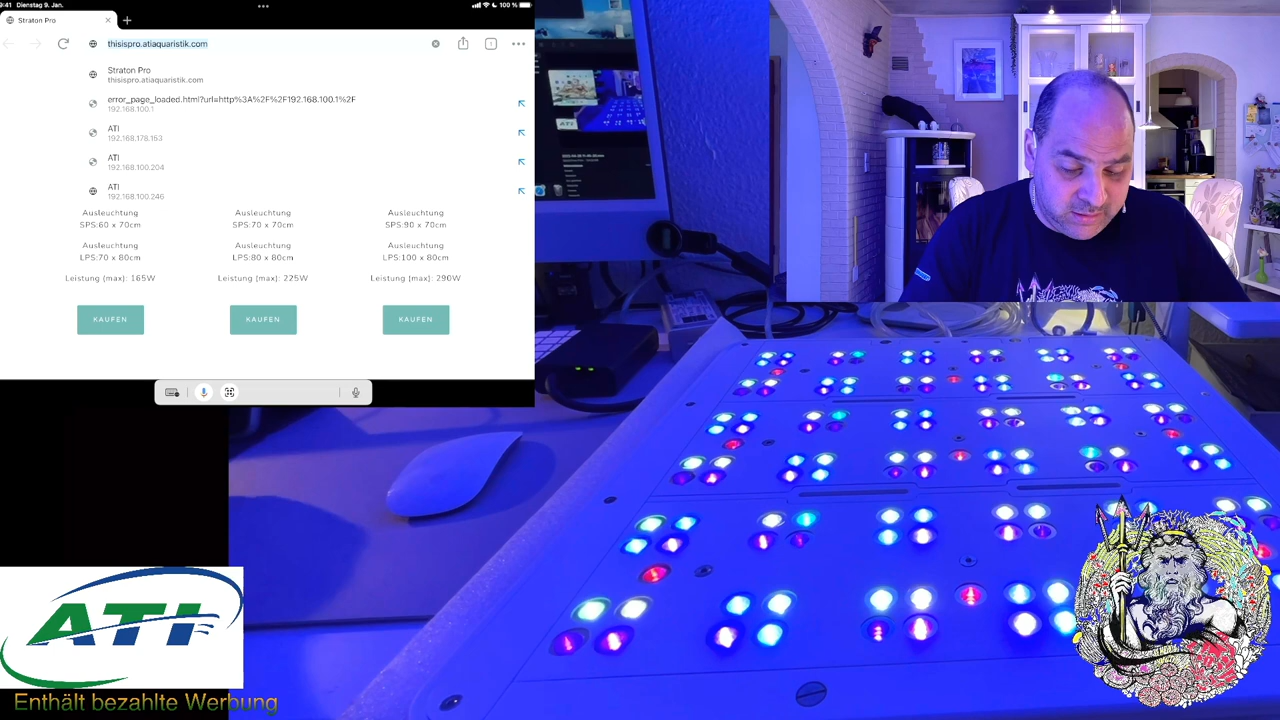 9:41 Dienstag 9. Jan.
100 %
Straton Pro
thisispro.atiaquaristik.com
Straton Pro
thisispro.atiaquaristik.com
error_page_loaded.html?url=http%3A%2F%2F192.168.100.1%2F
192.168.100.1
ATI
192.168.178.153
ATI
192.168.100.204
ATI
192.168.100.246
Ausleuchtung
SPS:60 x 70cm
Ausleuchtung
LPS:70 x 80cm
Leistung (max): 165W
KAUFEN
Ausleuchtung
SPS:70 x 70cm
Ausleuchtung
LPS:80 x 80cm
Leistung (max): 225W
KAUFEN
Ausleuchtung
SPS:90 x 70cm
Ausleuchtung
LPS:100 x 80cm
Leistung (max): 290W
KAUFEN
ATI
ATI
Enthält bezahlte Werbung